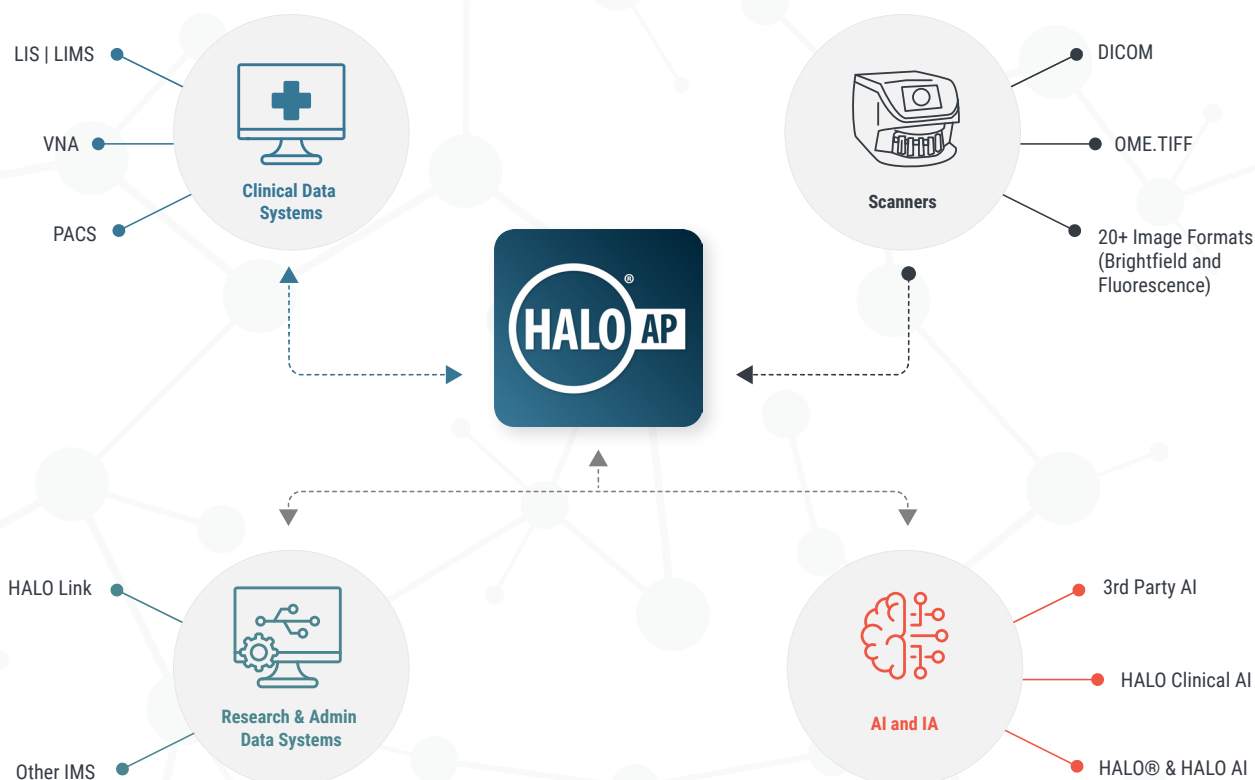 LIS | LIMS
VNA
PACS
Clinical Data
Systems
DICOM
OME.TIFF
20+ Image Formats
(Brightfield and
Fluorescence)
Scanners
HALO® AP
HALO Link
Other IMS
Research & Admin
Data Systems
3rd Party AI
HALO Clinical AI
HALO® & HALO AI
AI and IA